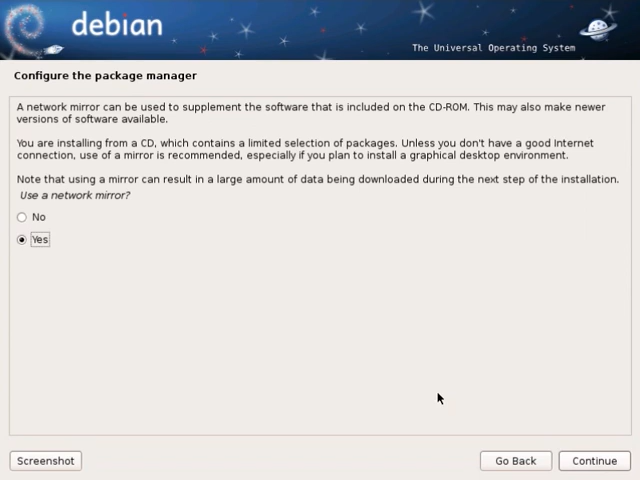 debian
The Universal Operating System
Configure the package manager
A network mirror can be used to supplement the software that is included on the CD-ROM. This may also make newer
versions of software available.
You are installing from a CD, which contains a limited selection of packages. Unless you don't have a good Internet
connection, use of a mirror is recommended, especially if you plan to install a graphical desktop environment.
Note that using a mirror can result in a large amount of data being downloaded during the next step of the installation.
Use a network mirror?
No
Yes
Screenshot
Go Back
Continue